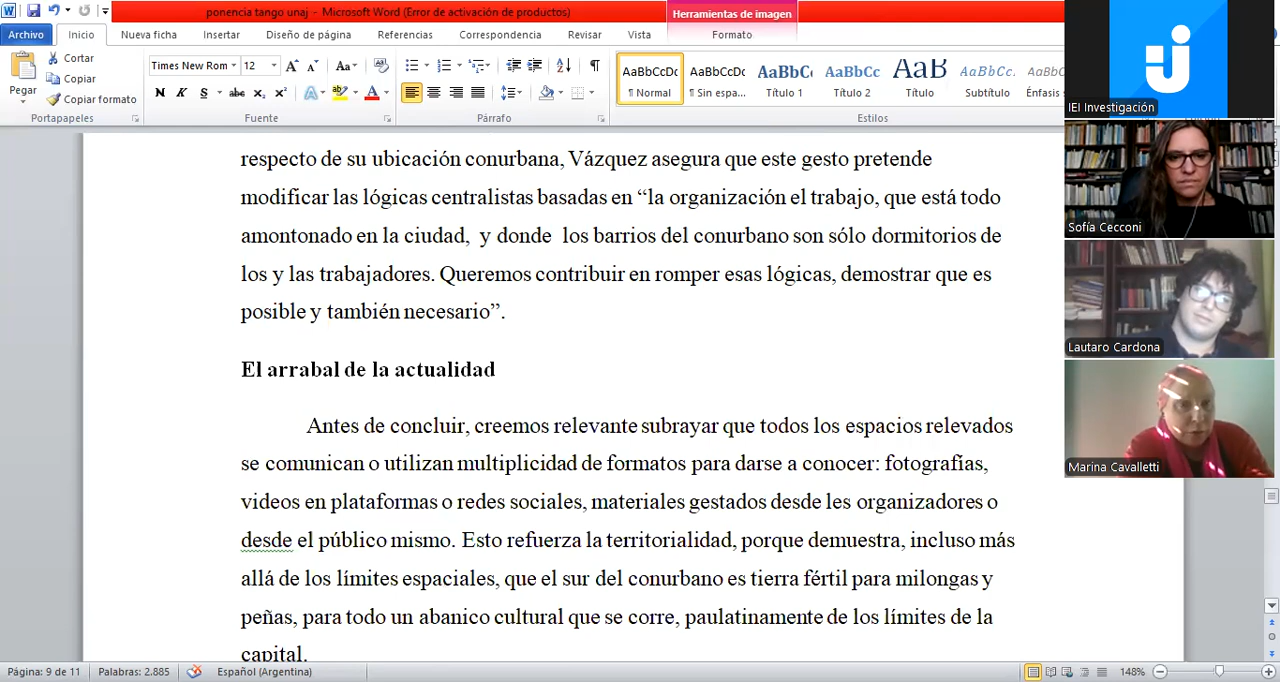 ponencia tango unaj - Microsoft Word (Error de activación de productos)
Herramientas de imagen
Archivo Inicio Nueva ficha Insertar Diseño de página Referencias Correspondencia Revisar Vista Formato
Pegar
Cortar
Copiar
Copiar formato
Portapapeles
Times New Rom 12
N K S abc x₂ x² A ab A
Aa
Fuente
Párrafo
AaBbCcDc
¶ Normal
AaBbCcDc
¶ Sin espa...
AaBbC(
Título 1
AaBbCc
Título 2
AaB
Título
AaBbCc.
Subtítulo
AaBbC
Énfasis
Estilos
respecto de su ubicación conurbana, Vázquez asegura que este gesto pretende
modificar las lógicas centralistas basadas en “la organización el trabajo, que está todo
amontonado en la ciudad, y donde los barrios del conurbano son sólo dormitorios de
los y las trabajadores. Queremos contribuir en romper esas lógicas, demostrar que es
posible y también necesario”.
El arrabal de la actualidad
Antes de concluir, creemos relevante subrayar que todos los espacios relevados
se comunican o utilizan multiplicidad de formatos para darse a conocer: fotografías,
videos en plataformas o redes sociales, materiales gestados desde les organizadores o
desde el público mismo. Esto refuerza la territorialidad, porque demuestra, incluso más
allá de los límites espaciales, que el sur del conurbano es tierra fértil para milongas y
peñas, para todo un abanico cultural que se corre, paulatinamente de los límites de la
capital.
IEI Investigación
Sofía Cecconi
Lautaro Cardona
Marina Cavalletti
Página: 9 de 11 Palabras: 2.885 Español (Argentina) 148%